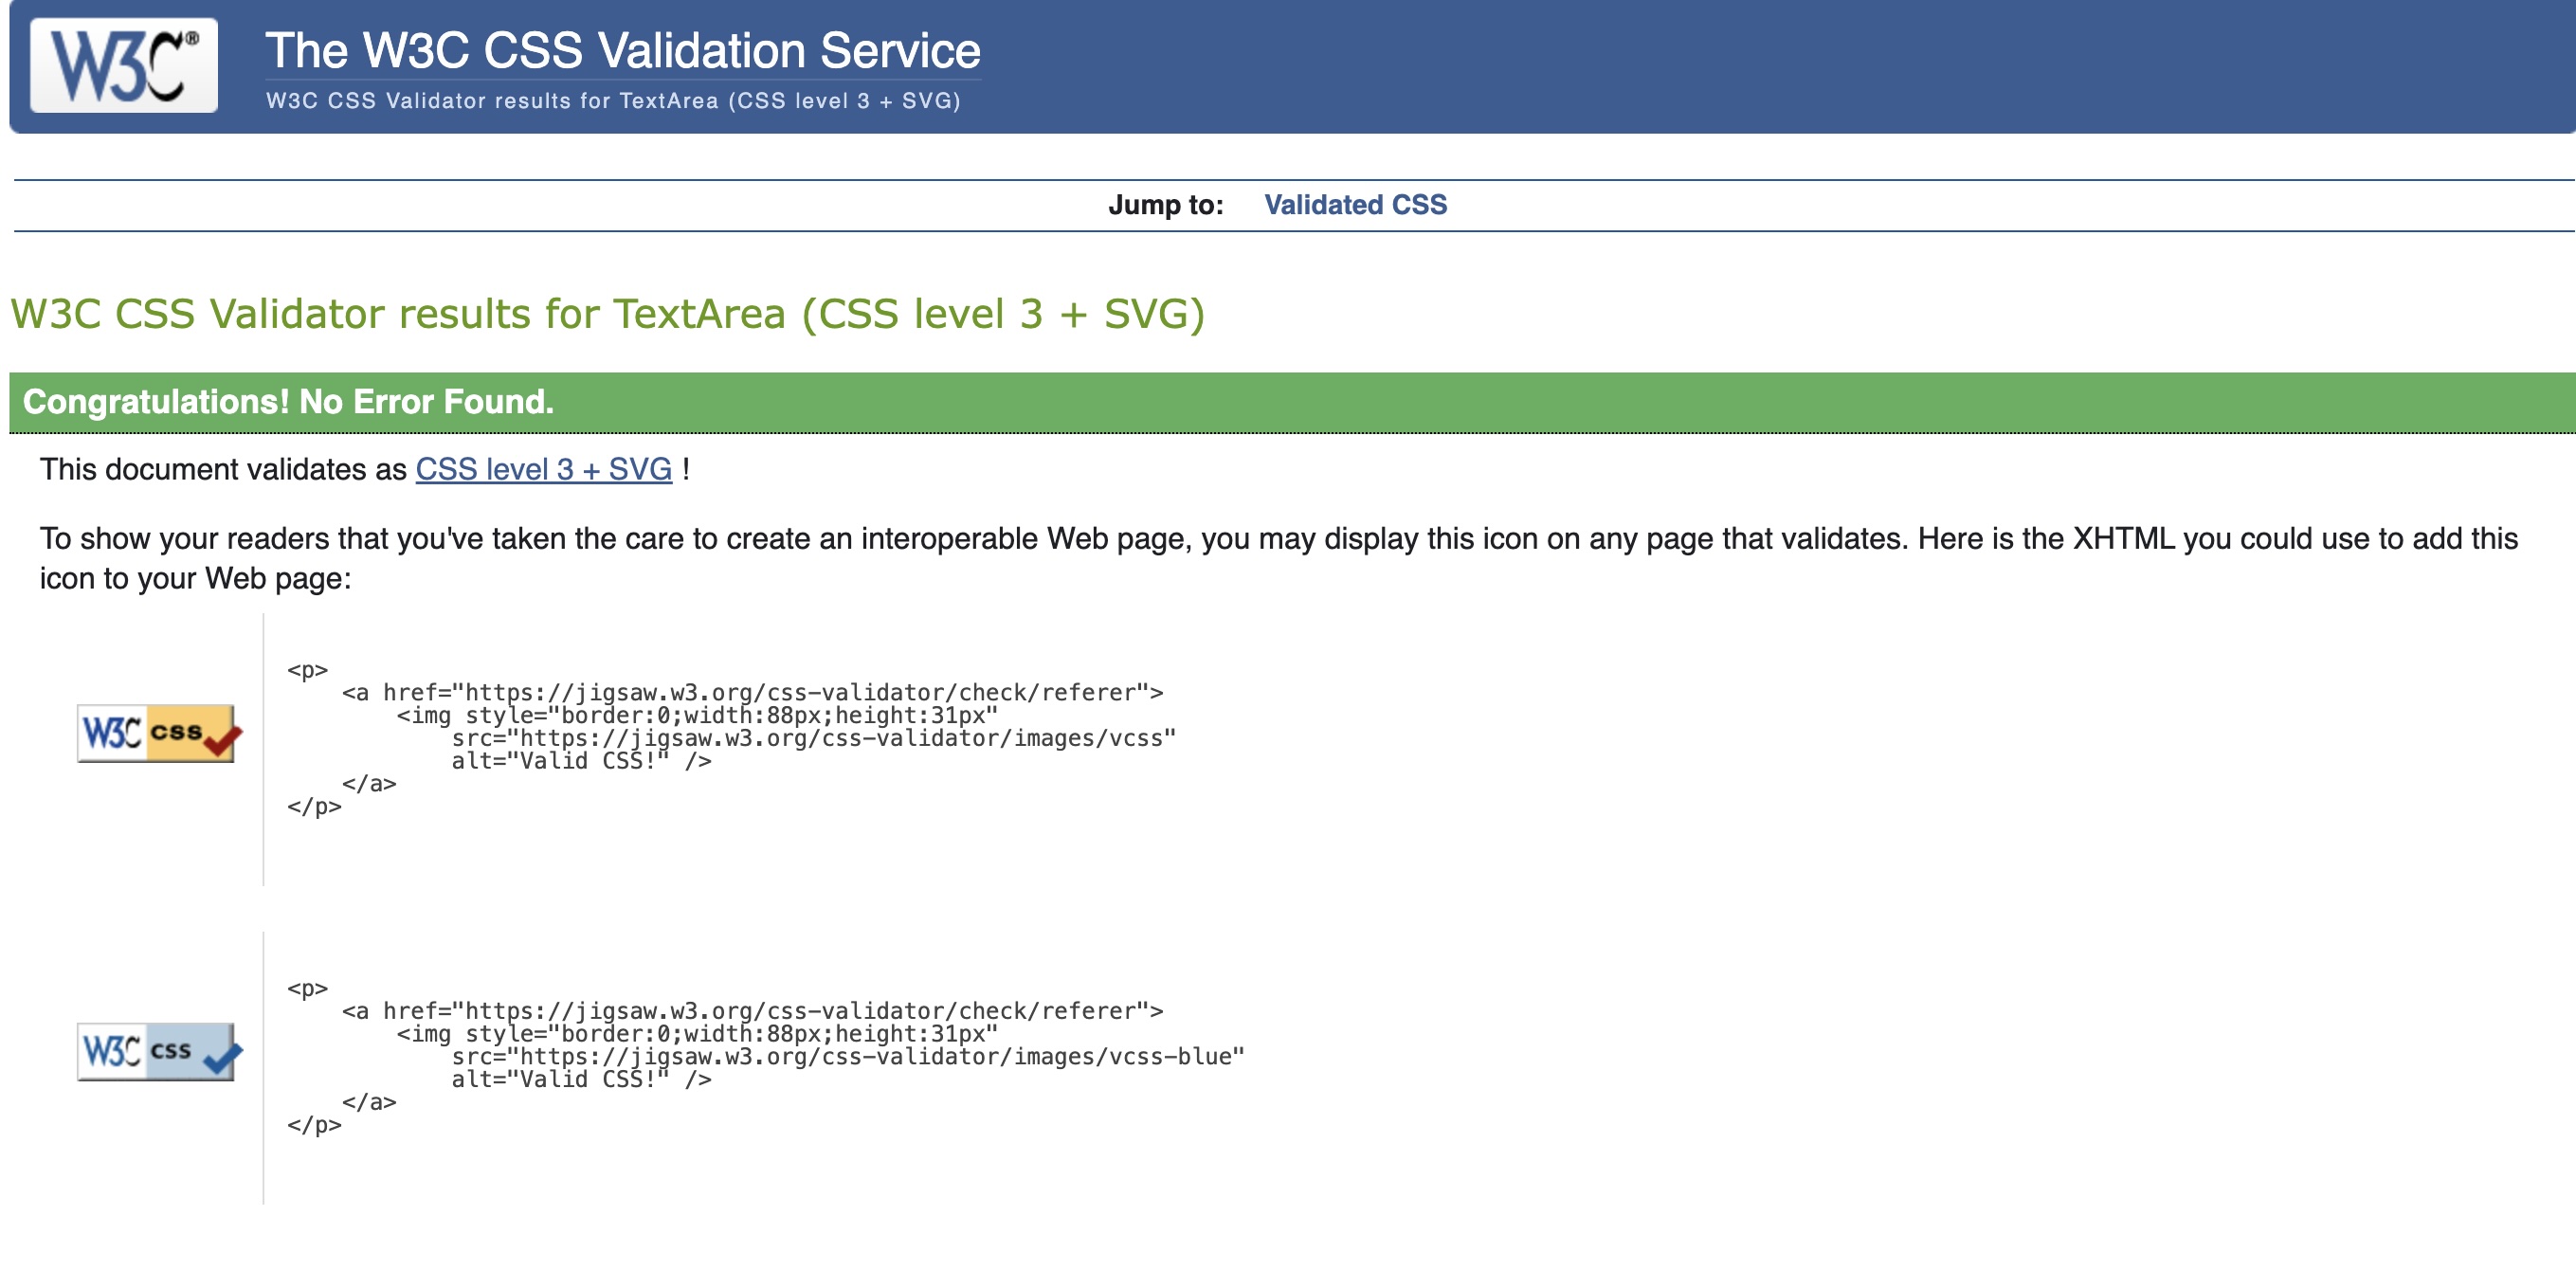 W3C®
The W3C CSS Validation Service
W3C CSS Validator results for TextArea (CSS level 3 + SVG)
Jump to: Validated CSS
W3C CSS Validator results for TextArea (CSS level 3 + SVG)
Congratulations! No Error Found.
This document validates as CSS level 3 + SVG !
To show your readers that you've taken the care to create an interoperable Web page, you may display this icon on any page that validates. Here is the XHTML you could use to add this
icon to your Web page:
W3C css
<p>
    <a href="https://jigsaw.w3.org/css-validator/check/referer">
        <img style="border:0;width:88px;height:31px"
            src="https://jigsaw.w3.org/css-validator/images/vcss"
            alt="Valid CSS!" />
    </a>
</p>
W3C css
<p>
    <a href="https://jigsaw.w3.org/css-validator/check/referer">
        <img style="border:0;width:88px;height:31px"
            src="https://jigsaw.w3.org/css-validator/images/vcss-blue"
            alt="Valid CSS!" />
    </a>
</p>